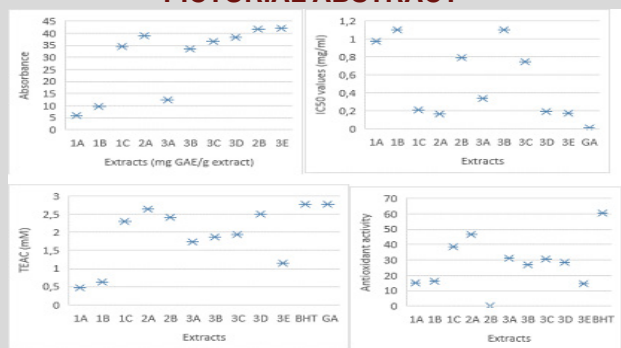 PICTORIAL ABSTRACT
45
40
35
30
25
20
15
10
5
0
Absorbance
1A 1B 1C 2A 3A 3B 3C 3D 2B 3E
Extracts (mg GAE/g extract)
1,2
1
0,8
0,6
0,4
0,2
0
IC50 values (mg/ml)
1A 1B 1C 2A 2B 3A 3B 3C 3D 3E GA
Extracts
3
2,5
2
1,5
1
0,5
0
TEAC (mM)
1A 1B 1C 2A 2B 3A 3B 3C 3D 3E BHT GA
Extracts
70
60
50
40
30
20
10
0
Antioxidant activity
1A 1B 1C 2A 2B 3A 3B 3C 3D 3E BHT
Extracts